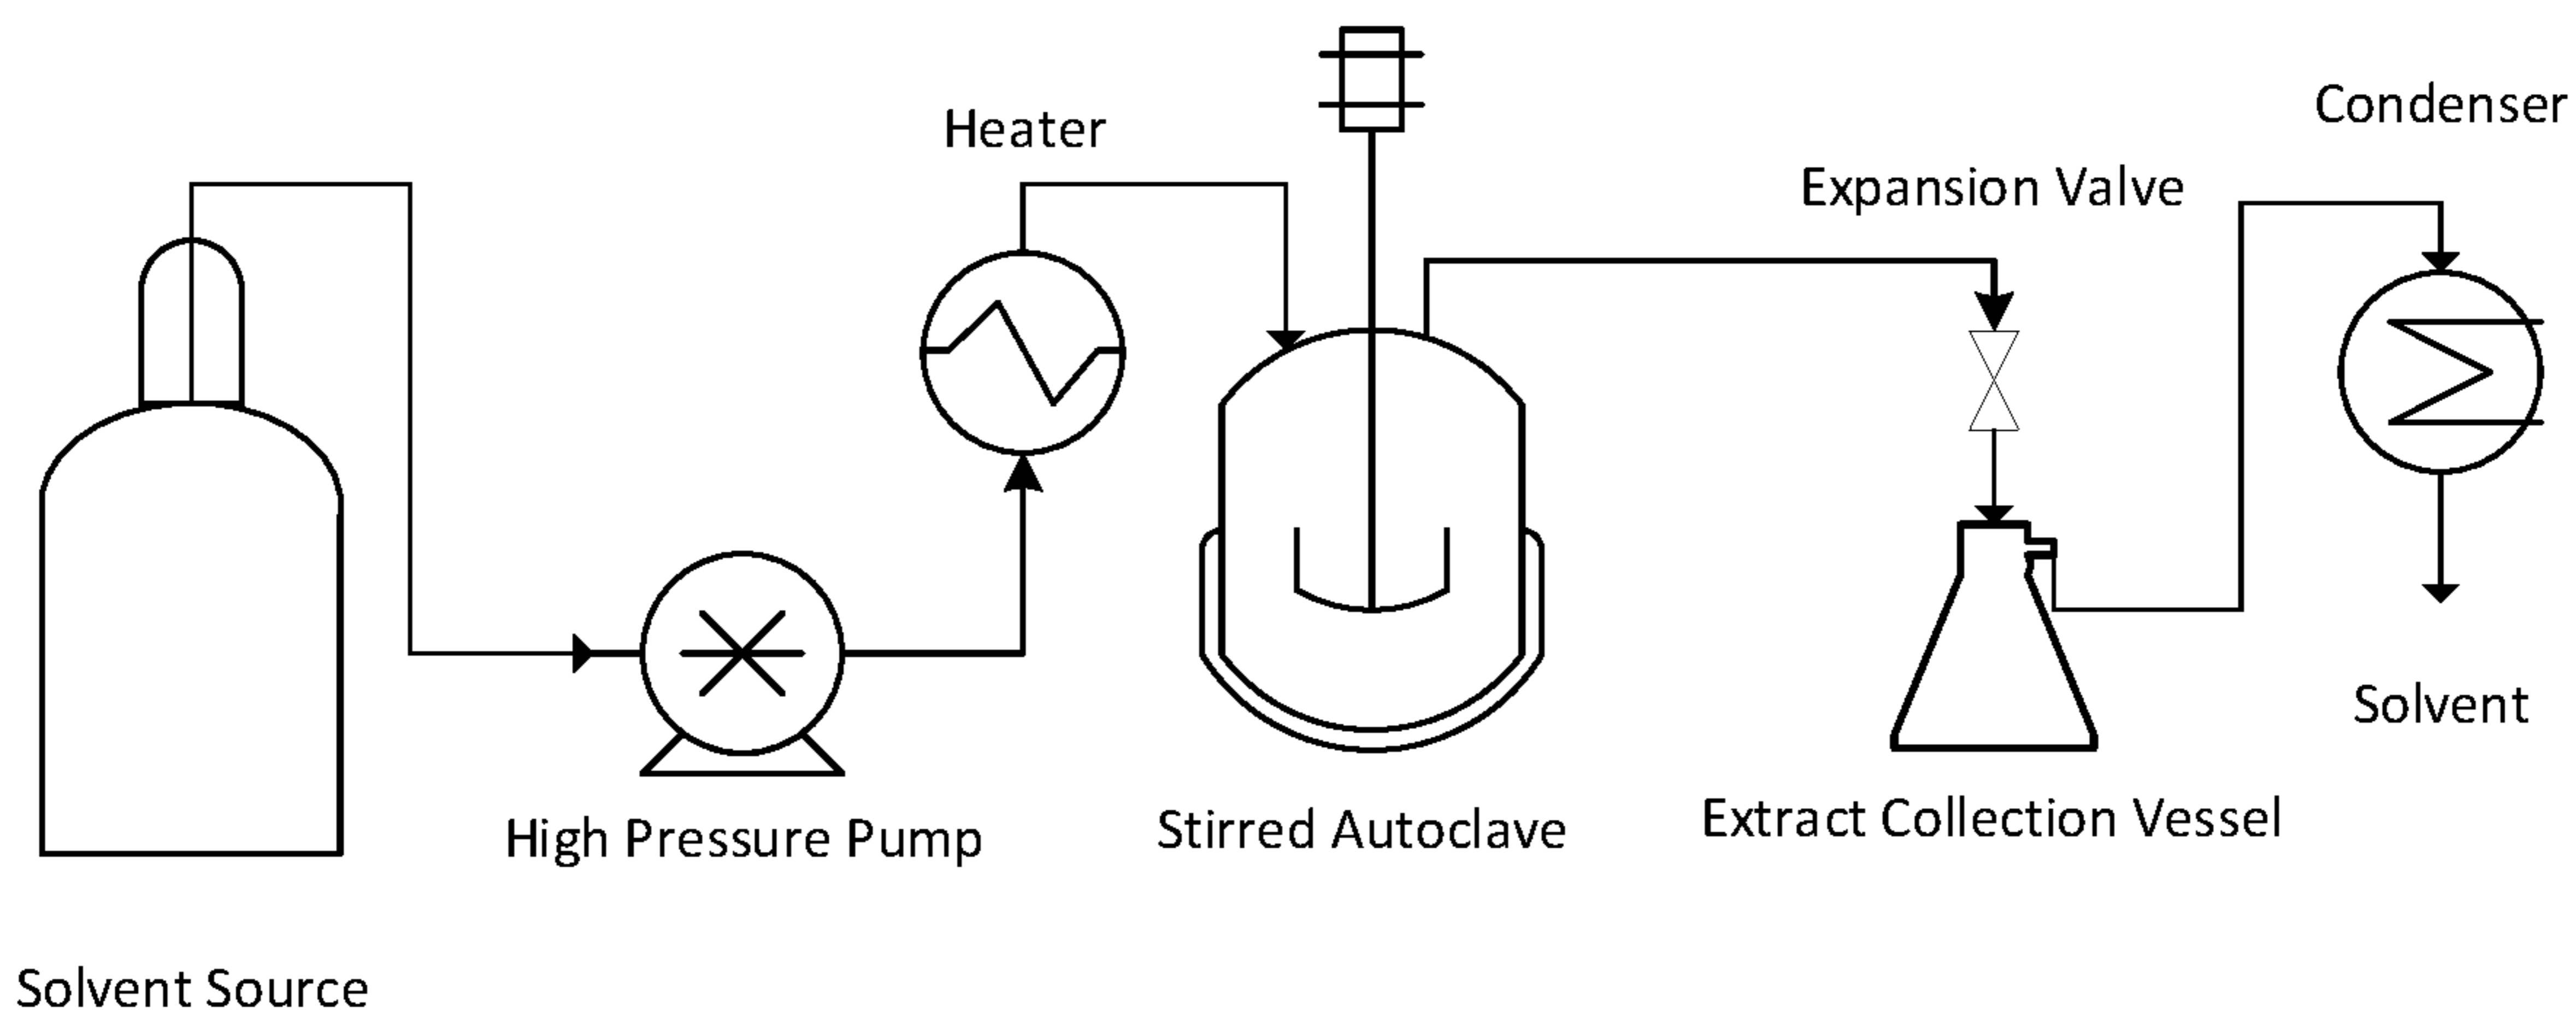 Heater
Condenser
Expansion Valve
Solvent
High Pressure Pump
Stirred Autoclave
Extract Collection Vessel
Solvent Source